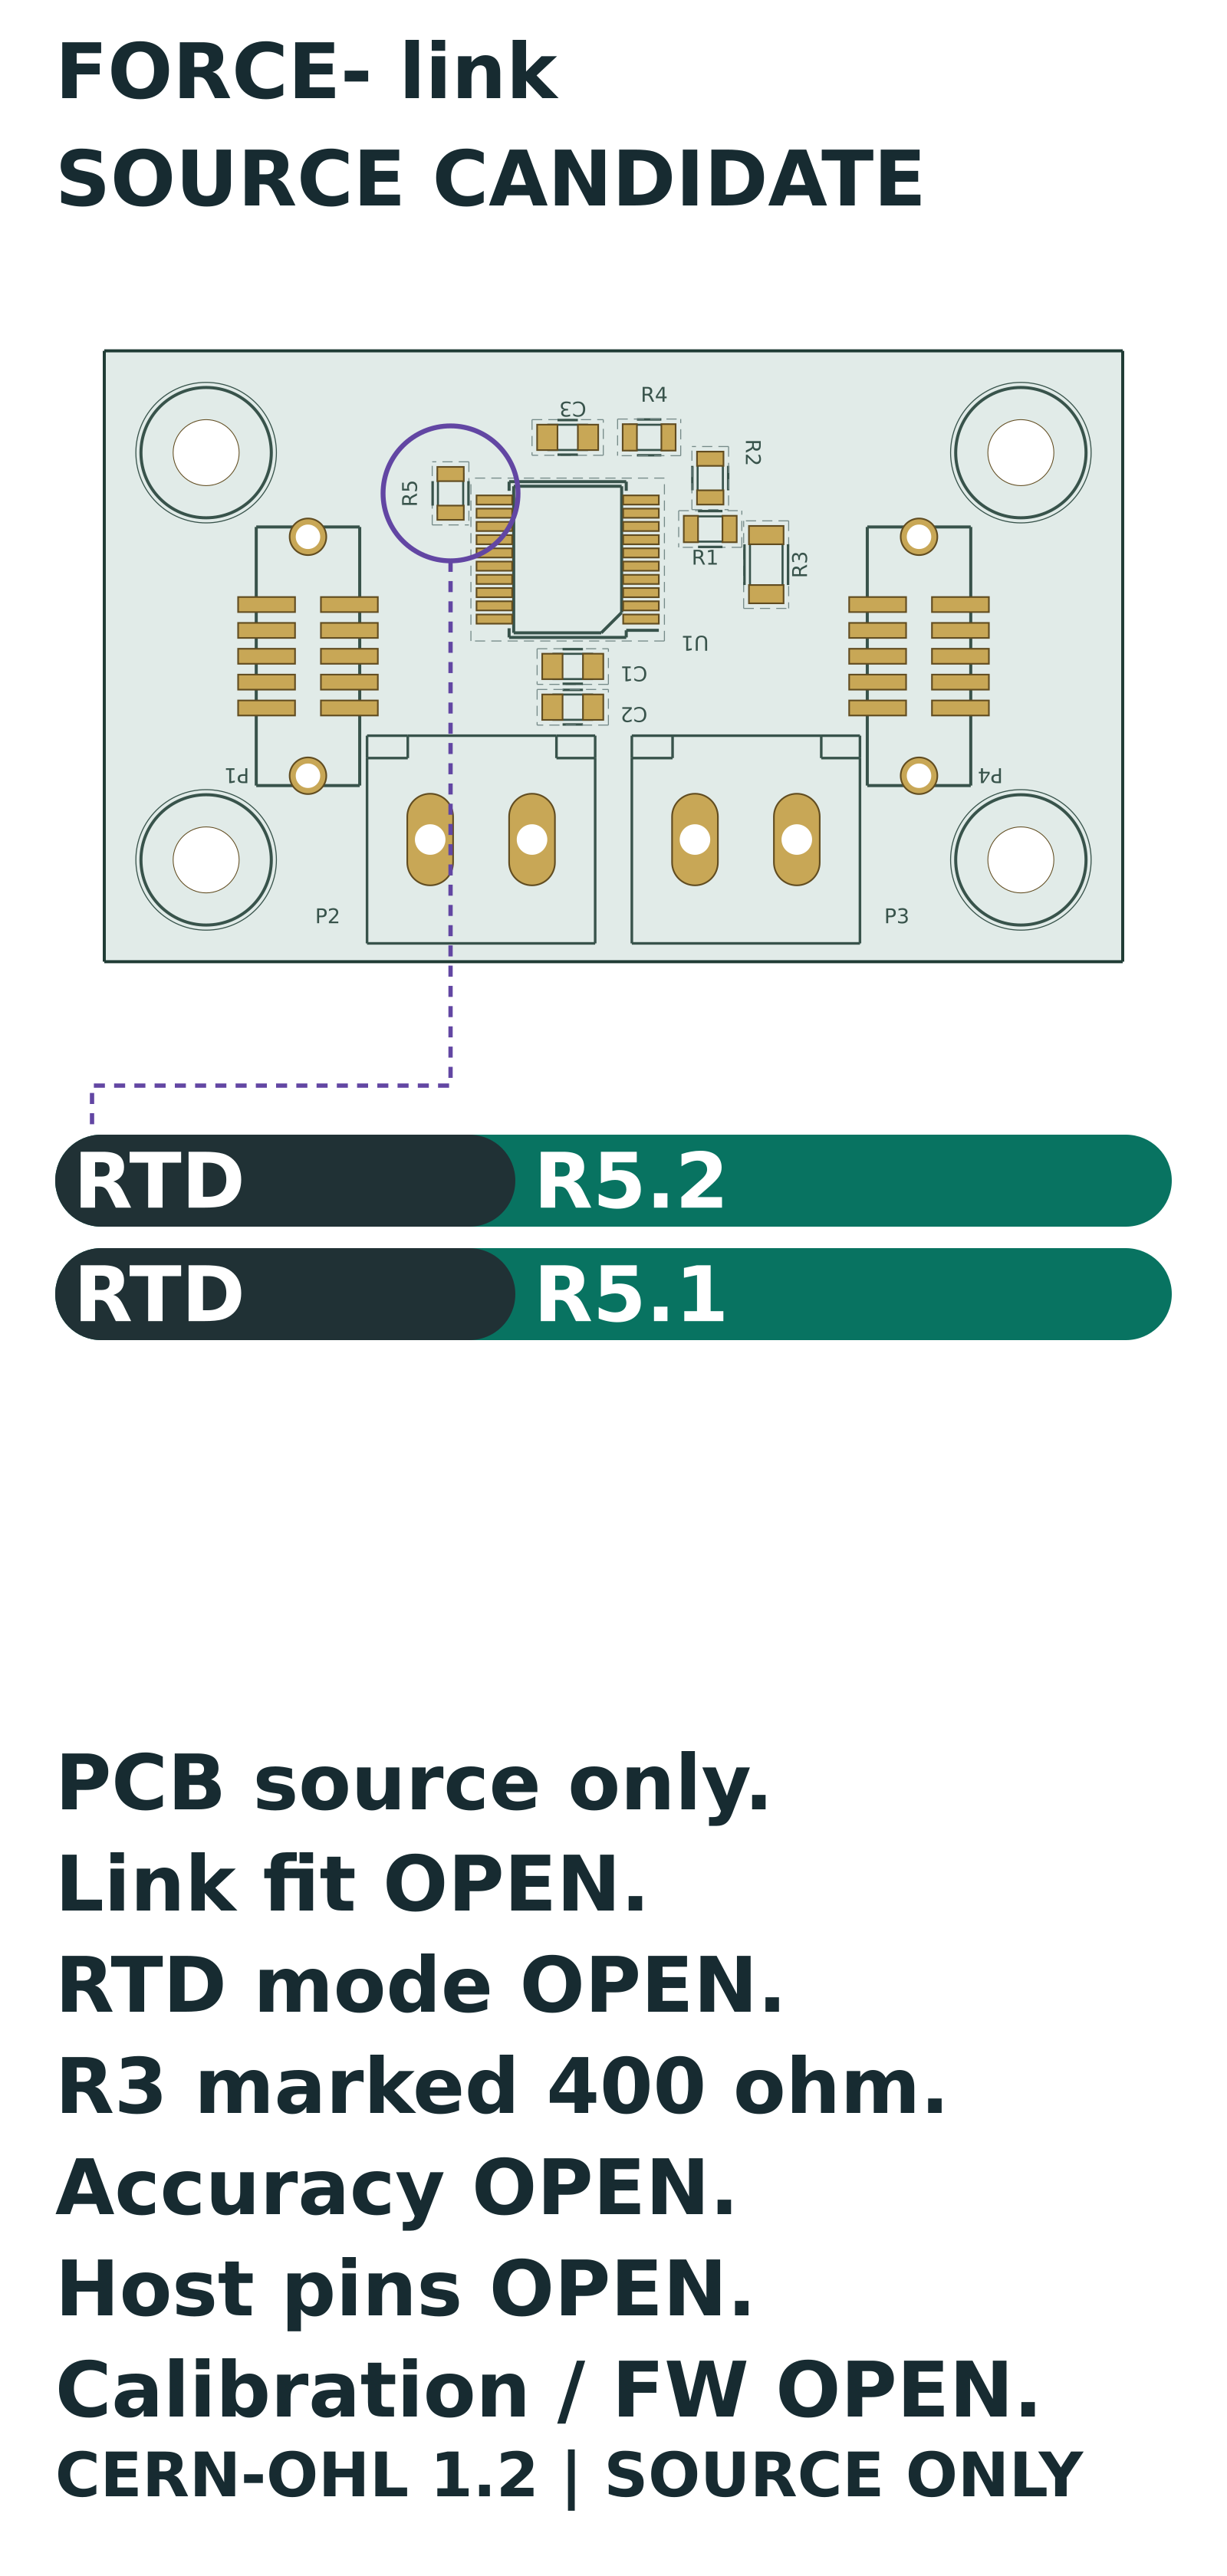 FORCE- link
SOURCE CANDIDATE
C3
R4
R2
R5
R1
R3
U1
C1
C2
P1
P4
P2
P3
RTD R5.2
RTD R5.1
PCB source only.
Link fit OPEN.
RTD mode OPEN.
R3 marked 400 ohm.
Accuracy OPEN.
Host pins OPEN.
Calibration / FW OPEN.
CERN-OHL 1.2 | SOURCE ONLY